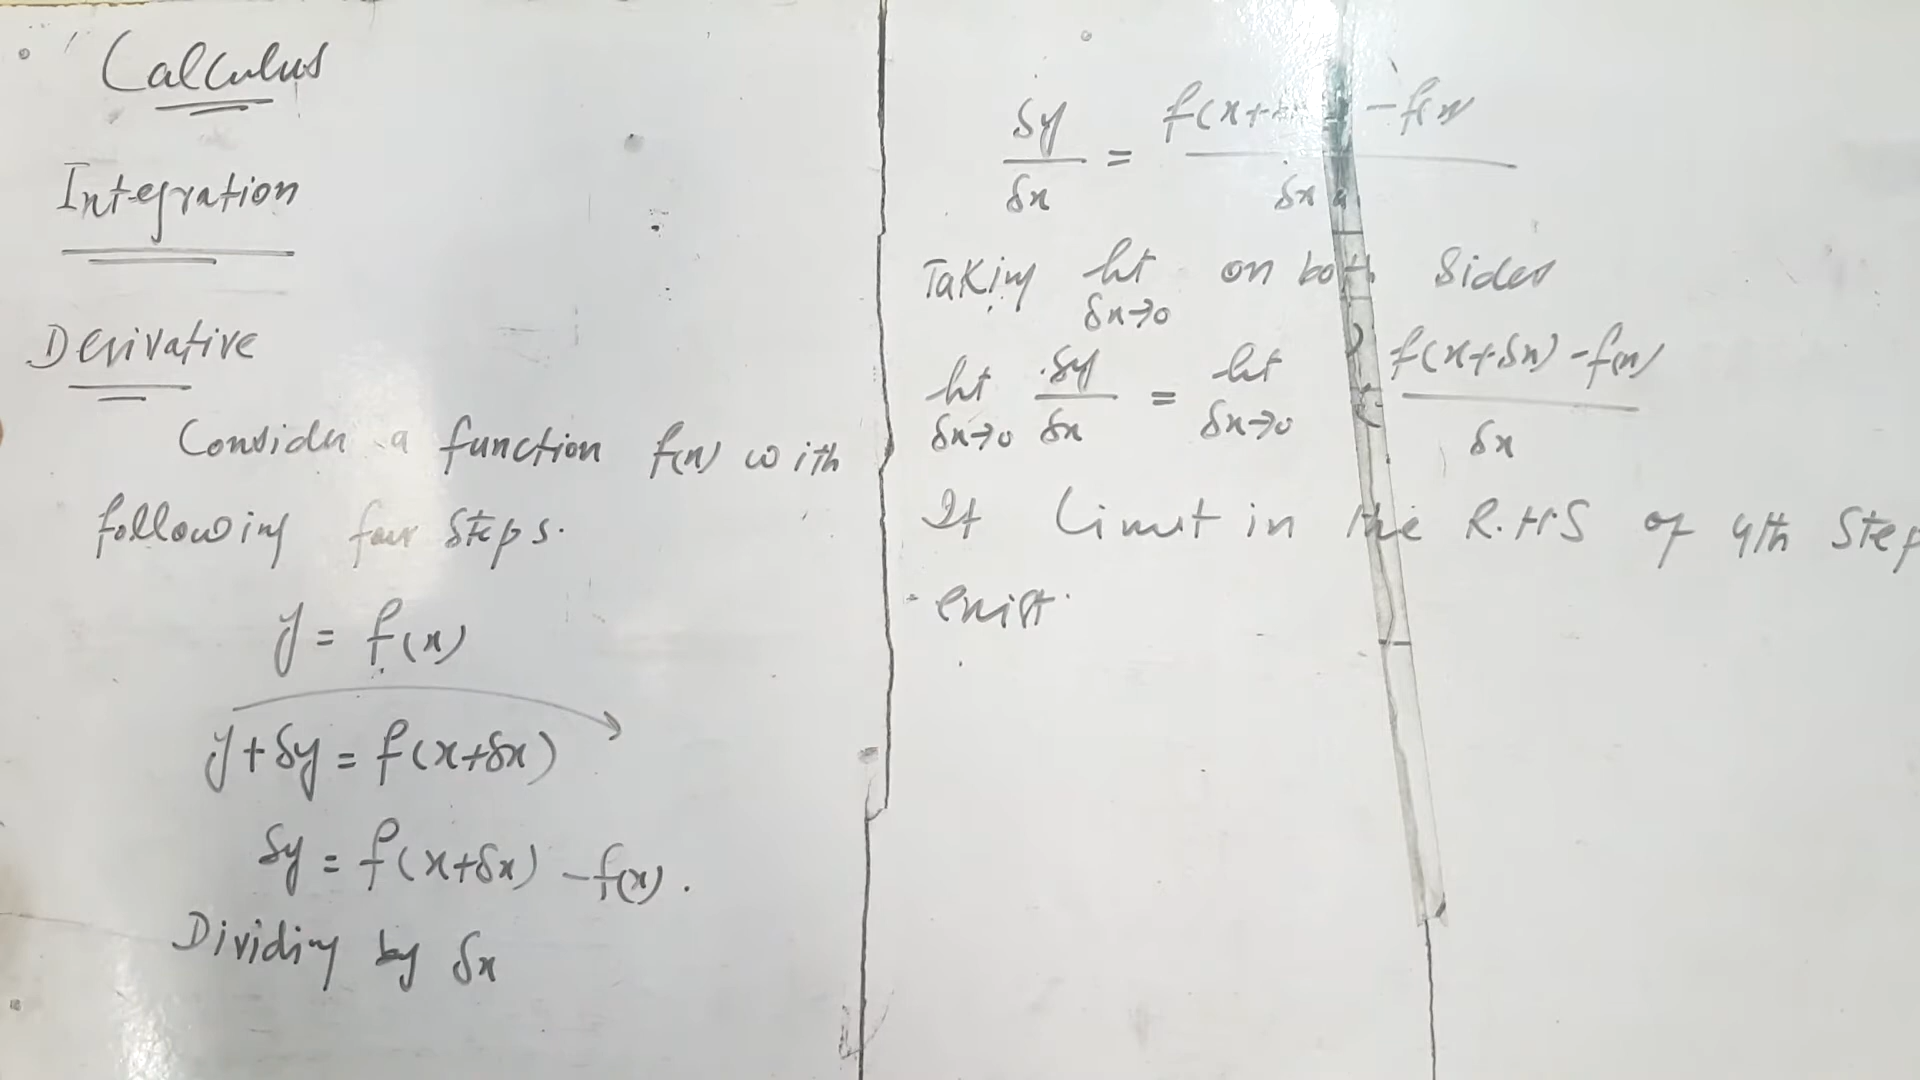 Calculus
Integration
Derivative
Consider a function f(x) with
following four steps.
y = f(x)
y+δy = f(x+δx)
δy = f(x+δx) - f(x).
Dividing by δx
δy/δx = f(x+ - f(x) / δx
Taking lt δx→0 on both sides
lt δx→0 δy/δx = lt δx→0 f(x+δx) - f(x) / δx
If limit in the R.H.S of 4th step
exist.